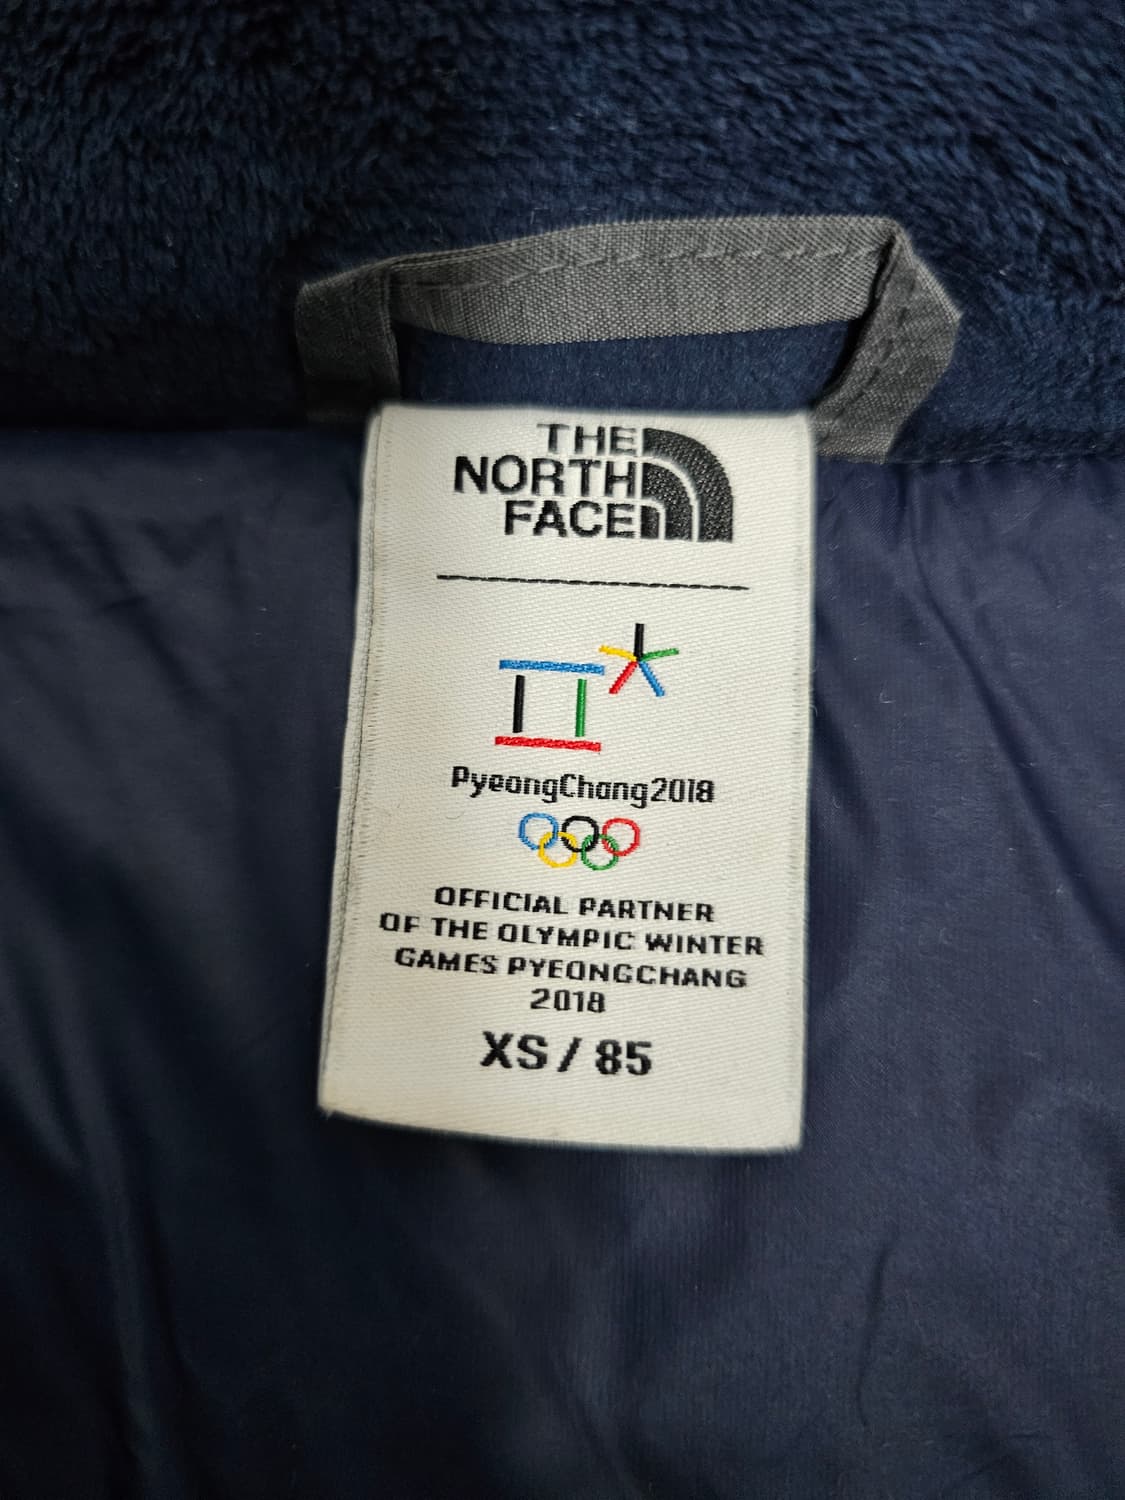 THE
NORTH
FACE
PyeongChang2018
OFFICIAL PARTNER
OF THE OLYMPIC WINTER
GAMES PYEONGCHANG
2018
XS / 85